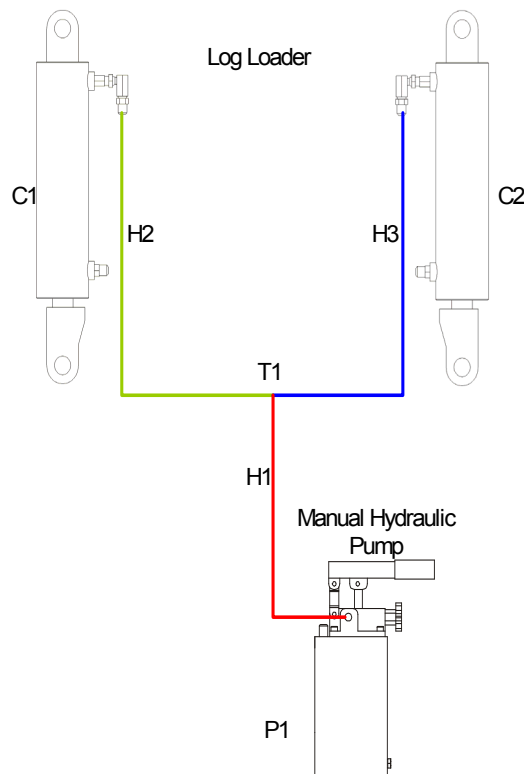 Log Loader
C1
C2
H2
H3
T1
H1
Manual Hydraulic
Pump
P1